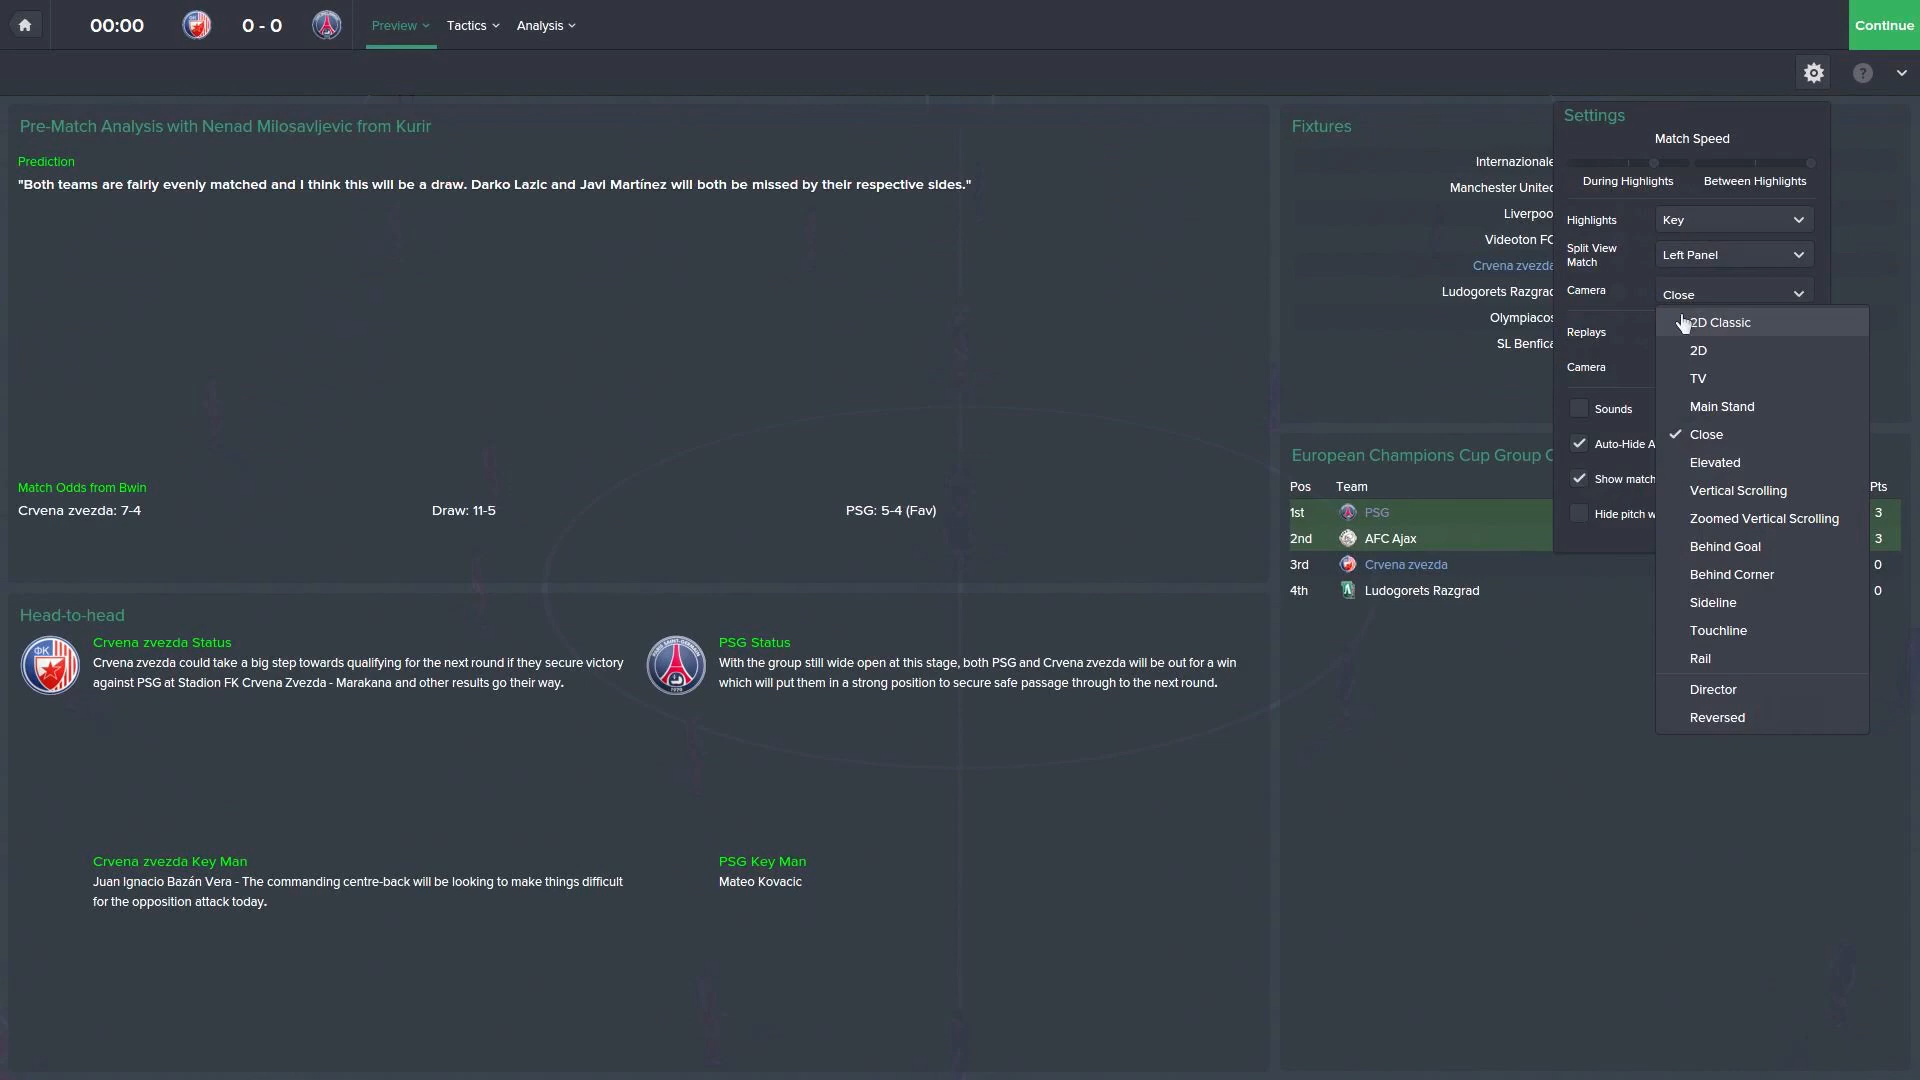 00:00
0 - 0
Preview
Tactics
Analysis
Continue
?
Pre-Match Analysis with Nenad Milosavljevic from Kurir
Prediction
"Both teams are fairly evenly matched and I think this will be a draw. Darko Lazic and Javi Martínez will both be missed by their respective sides."
Match Odds from Bwin
Crvena zvezda: 7-4
Draw: 11-5
PSG: 5-4 (Fav)
Head-to-head
Crvena zvezda Status
Crvena zvezda could take a big step towards qualifying for the next round if they secure victory
against PSG at Stadion FK Crvena Zvezda - Marakana and other results go their way.
PSG Status
With the group still wide open at this stage, both PSG and Crvena zvezda will be out for a win
which will put them in a strong position to secure safe passage through to the next round.
Crvena zvezda Key Man
Juan Ignacio Bazán Vera - The commanding centre-back will be looking to make things difficult
for the opposition attack today.
PSG Key Man
Mateo Kovacic
Fixtures
Internazionale
Manchester United
Liverpoo
Videoton FC
Crvena zvezda
Ludogorets Razgrad
Olympiacos
SL Benfica
European Champions Cup Group C
Pos Team Pts
1st PSG 3
2nd AFC Ajax 3
3rd Crvena zvezda 0
4th Ludogorets Razgrad 0
Settings
Match Speed
During Highlights
Between Highlights
Highlights Key
Split View
Match
Left Panel
Camera Close
Replays
Camera
Sounds
Auto-Hide A
Show match
Hide pitch w
2D Classic
2D
TV
Main Stand
Close
Elevated
Vertical Scrolling
Zoomed Vertical Scrolling
Behind Goal
Behind Corner
Sideline
Touchline
Rail
Director
Reversed